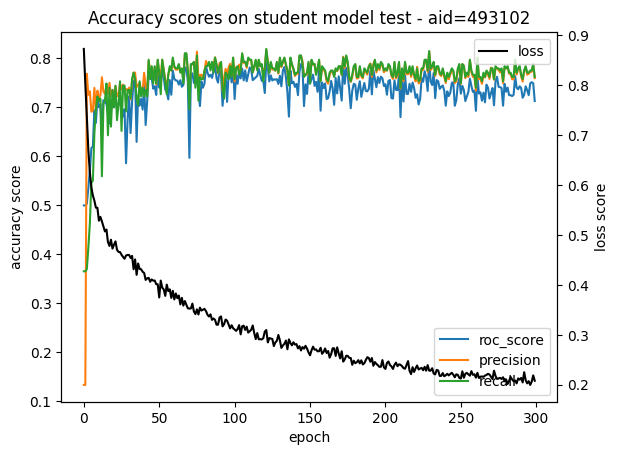 Accuracy scores on student model test - aid=493102
accuracy score
0.8
0.7
0.6
0.5
0.4
0.3
0.2
0.1
0.9
0.8
0.7
0.6
0.5
0.4
0.3
0.2
loss score
loss
roc_score
precision
recall
0
50
100
150
200
250
300
epoch